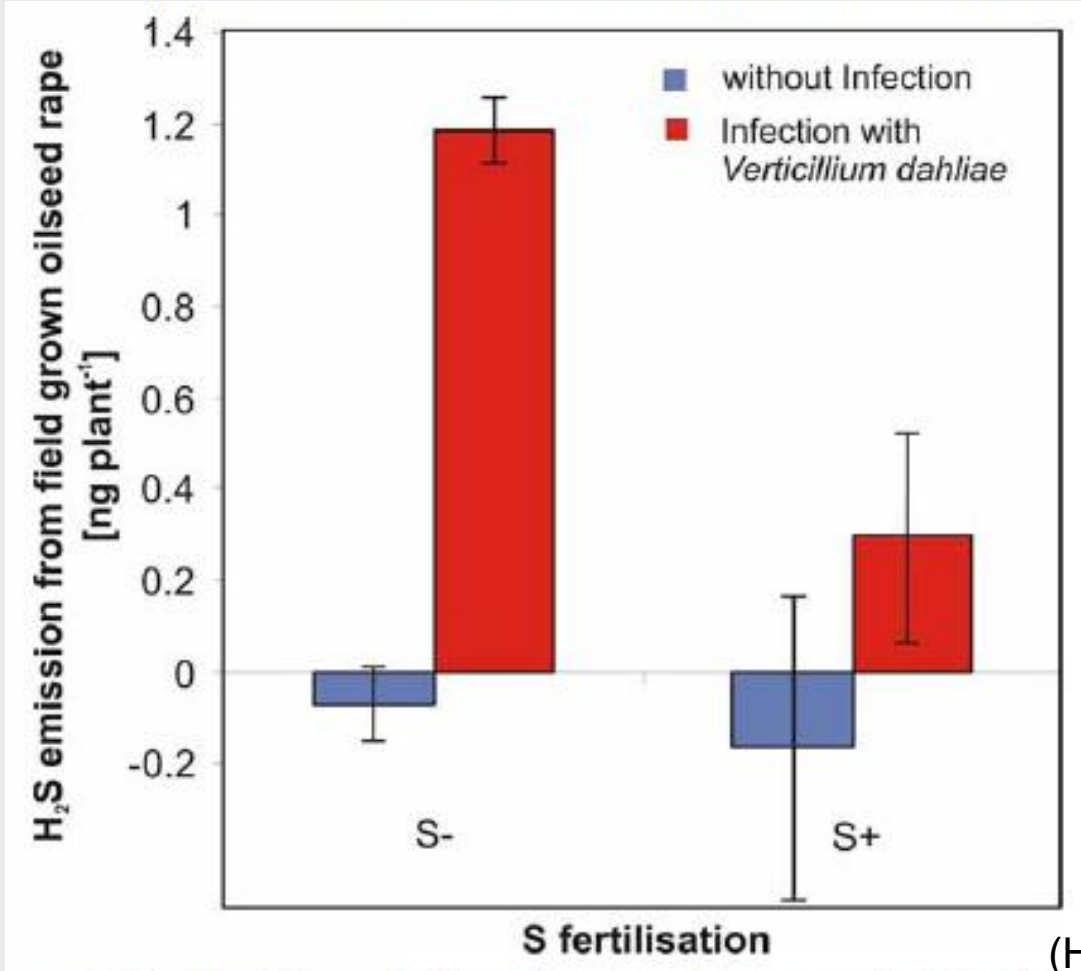 H₂S emission from field grown oilseed rape
[ng plant⁻¹]
1.4
1.2
1
0.8
0.6
0.4
0.2
0
-0.2
without Infection
Infection with
Verticillium dahliae
S-
S+
S fertilisation
(H